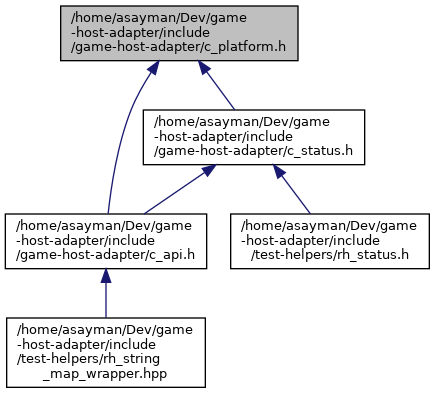 /home/asayman/Dev/game
-host-adapter/include
/game-host-adapter/c_platform.h
/home/asayman/Dev/game
-host-adapter/include
/game-host-adapter/c_status.h
/home/asayman/Dev/game
-host-adapter/include
/game-host-adapter/c_api.h
/home/asayman/Dev/game
-host-adapter/include
/test-helpers/rh_status.h
/home/asayman/Dev/game
-host-adapter/include
/test-helpers/rh_string
_map_wrapper.hpp